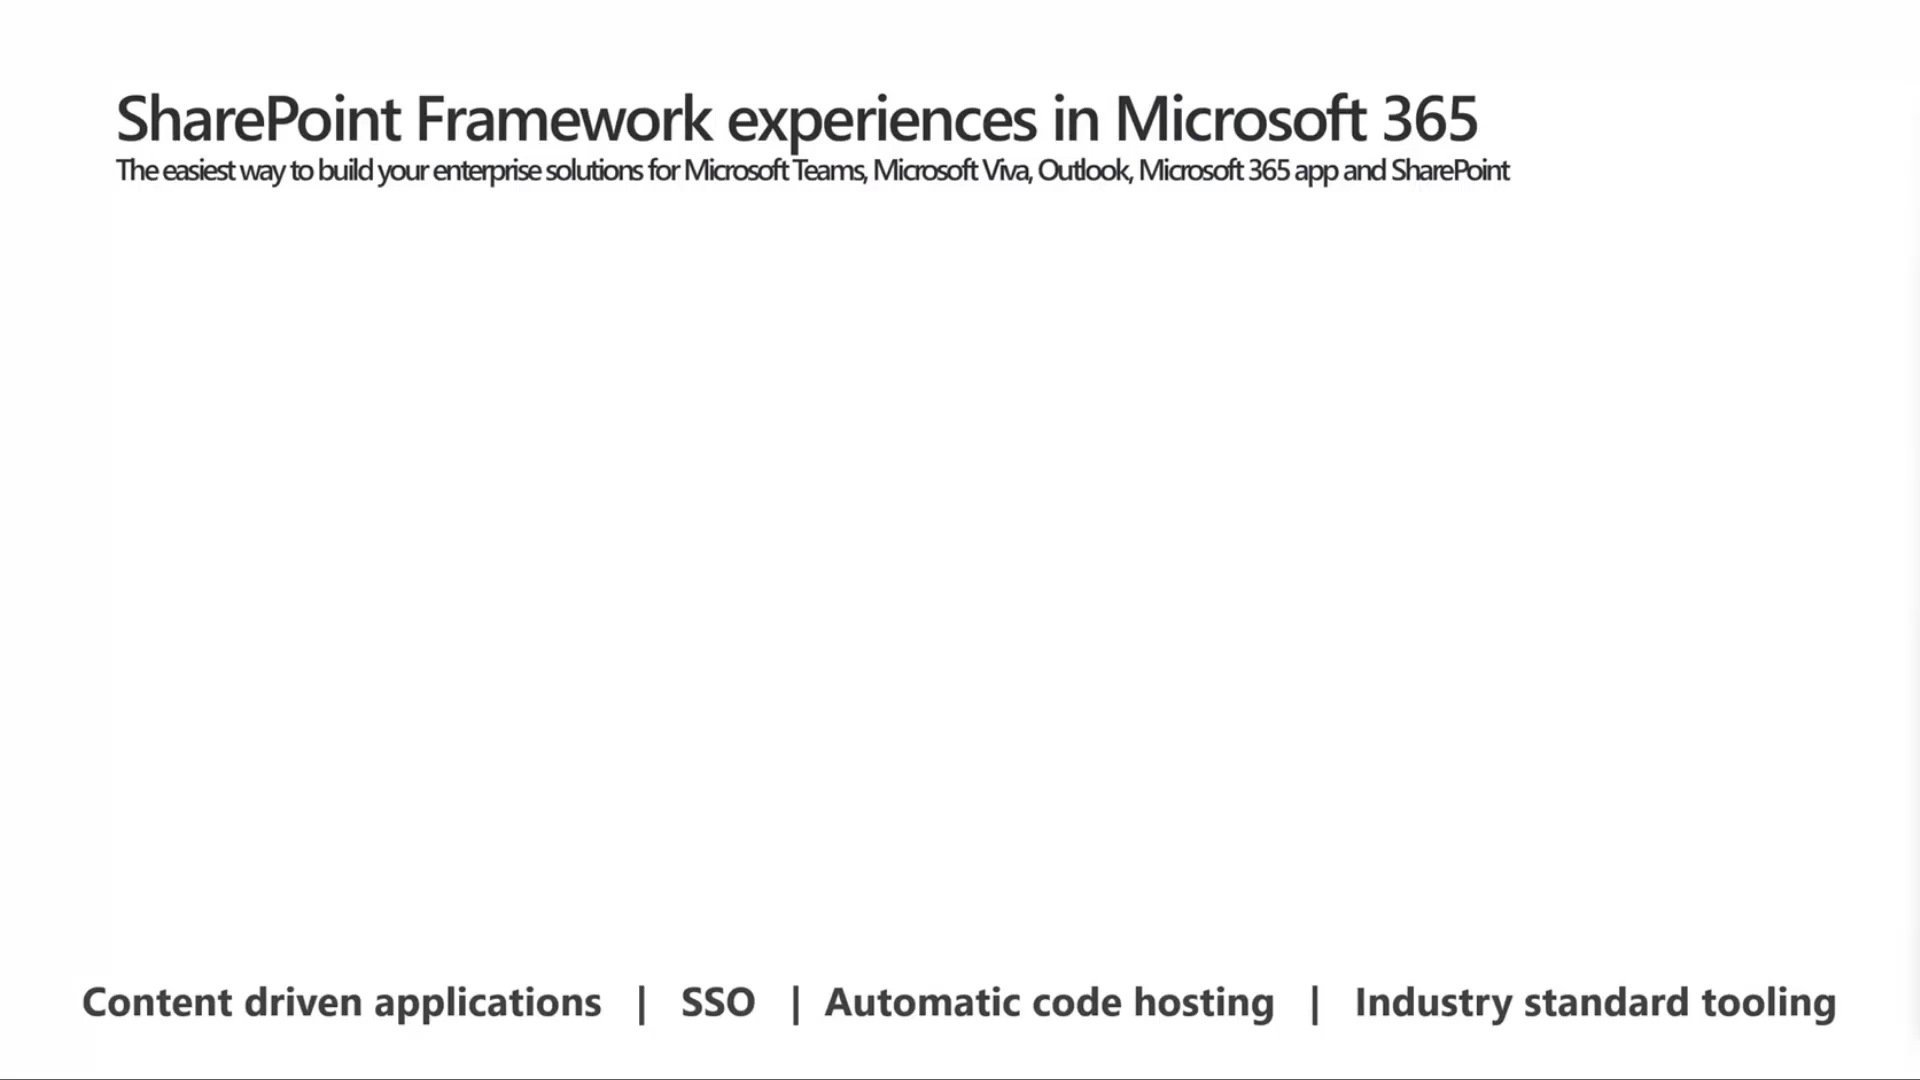 SharePoint Framework experiences in Microsoft 365
The easiest way to build your enterprise solutions for Microsoft Teams, Microsoft Viva, Outlook, Microsoft 365 app and SharePoint
Content driven applications | SSO | Automatic code hosting | Industry standard tooling